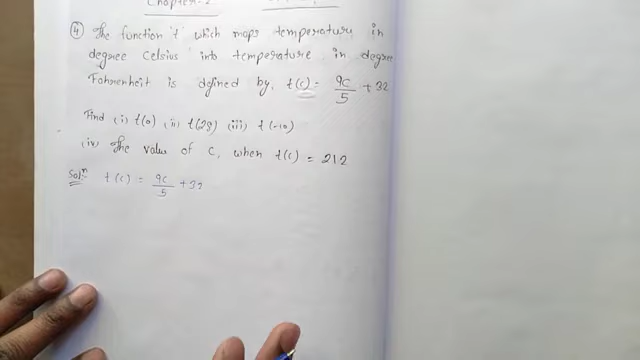 Chapter-2
④ The function 't' which maps temperature in
degree Celsius into temperature in degree
Fahrenheit is defined by, t(c) = 9c/5 + 32
Find (i) t(0) (ii) t(28) (iii) t(-10)
(iv) The value of C, when t(c) = 212
Solⁿ: t(c) = 9c/5 + 32